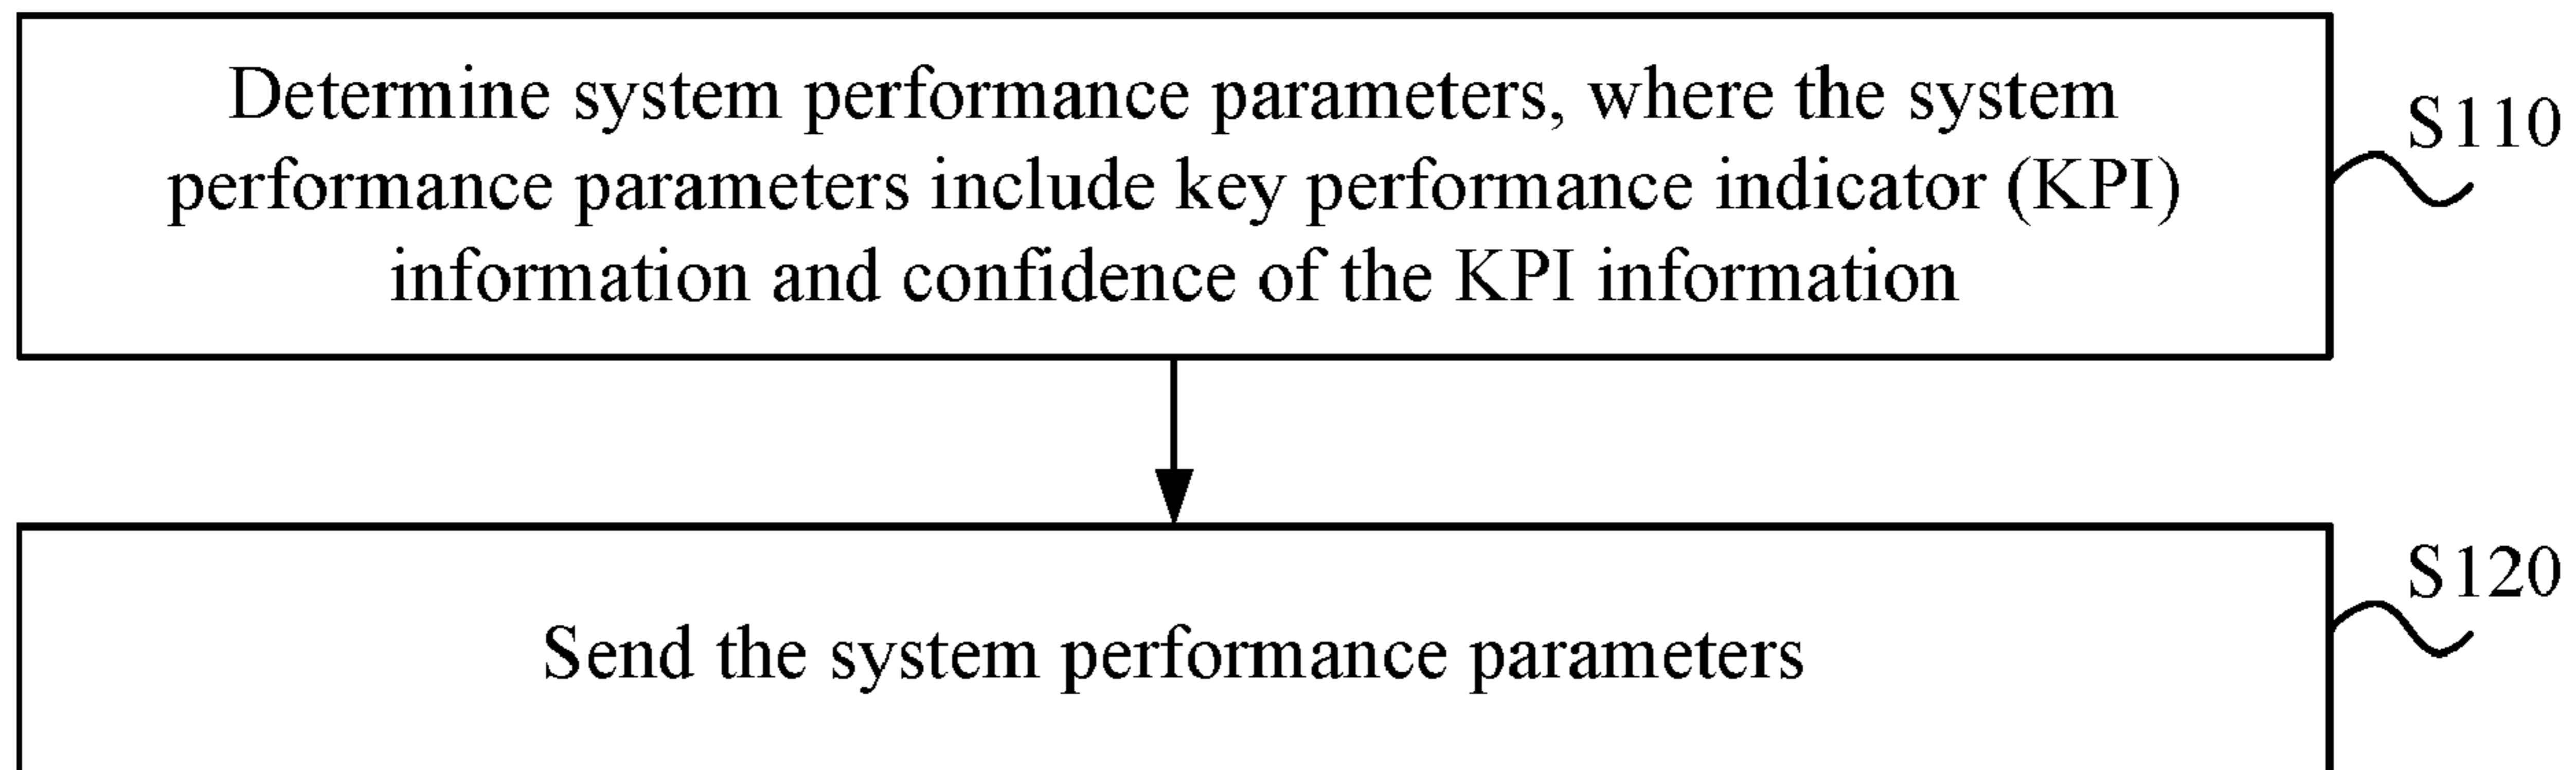 Determine system performance parameters, where the system
performance parameters include key performance indicator (KPI)
information and confidence of the KPI information
S110
Send the system performance parameters
S120